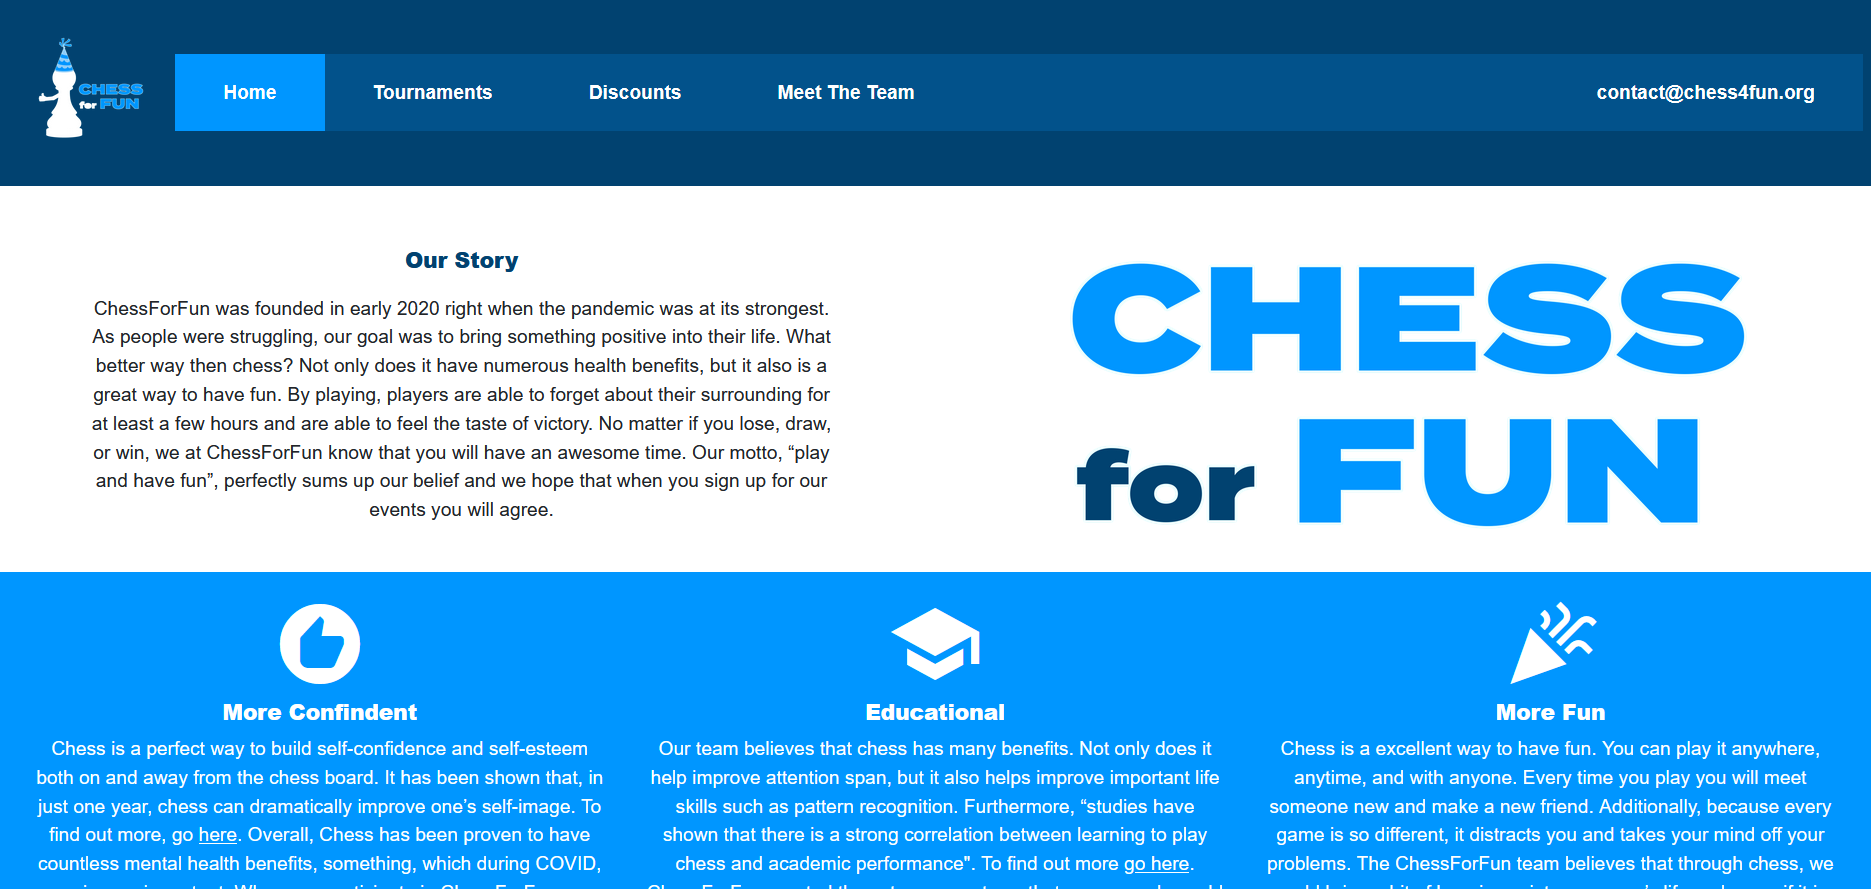 CHESS
for FUN
Home
Tournaments
Discounts
Meet The Team
contact@chess4fun.org
Our Story
ChessForFun was founded in early 2020 right when the pandemic was at its strongest.
As people were struggling, our goal was to bring something positive into their life. What
better way then chess? Not only does it have numerous health benefits, but it also is a
great way to have fun. By playing, players are able to forget about their surrounding for
at least a few hours and are able to feel the taste of victory. No matter if you lose, draw,
or win, we at ChessForFun know that you will have an awesome time. Our motto, “play
and have fun”, perfectly sums up our belief and we hope that when you sign up for our
events you will agree.
CHESS
for FUN
More Confindent
Chess is a perfect way to build self-confidence and self-esteem
both on and away from the chess board. It has been shown that, in
just one year, chess can dramatically improve one’s self-image. To
find out more, go here. Overall, Chess has been proven to have
countless mental health benefits, something, which during COVID,
Educational
Our team believes that chess has many benefits. Not only does it
help improve attention span, but it also helps improve important life
skills such as pattern recognition. Furthermore, “studies have
shown that there is a strong correlation between learning to play
chess and academic performance". To find out more go here.
More Fun
Chess is a excellent way to have fun. You can play it anywhere,
anytime, and with anyone. Every time you play you will meet
someone new and make a new friend. Additionally, because every
game is so different, it distracts you and takes your mind off your
problems. The ChessForFun team believes that through chess, we